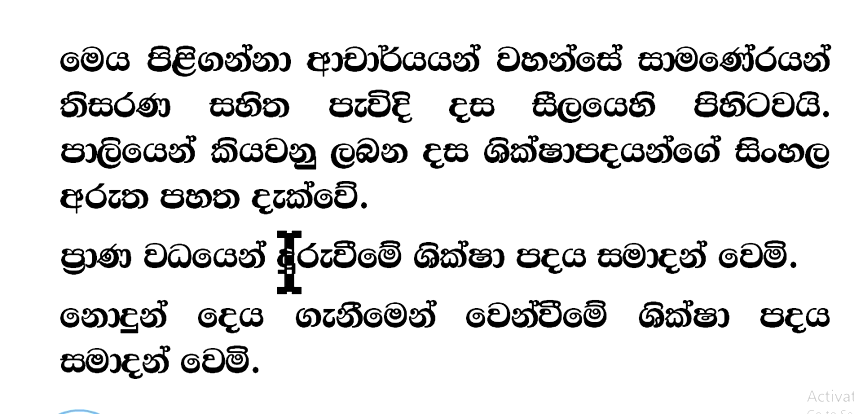 මෙය පිළිගන්නා ආචාර්යයන් වහන්සේ සාමණේරයන්
තිසරණ සහිත පැවිදි දස සීලයෙහි පිහිටවයි.
පාලියෙන් කියවනු ලබන දස ශික්ෂාපදයන්ගේ සිංහල
අරුත පහත දැක්වේ.
ප්‍රාණ වධයෙන් දුරුවීමේ ශික්ෂා පදය සමාදන් වෙමි.
නොදුන් දෙය ගැනීමෙන් වෙන්වීමේ ශික්ෂා පදය
සමාදන් වෙමි.
Activat